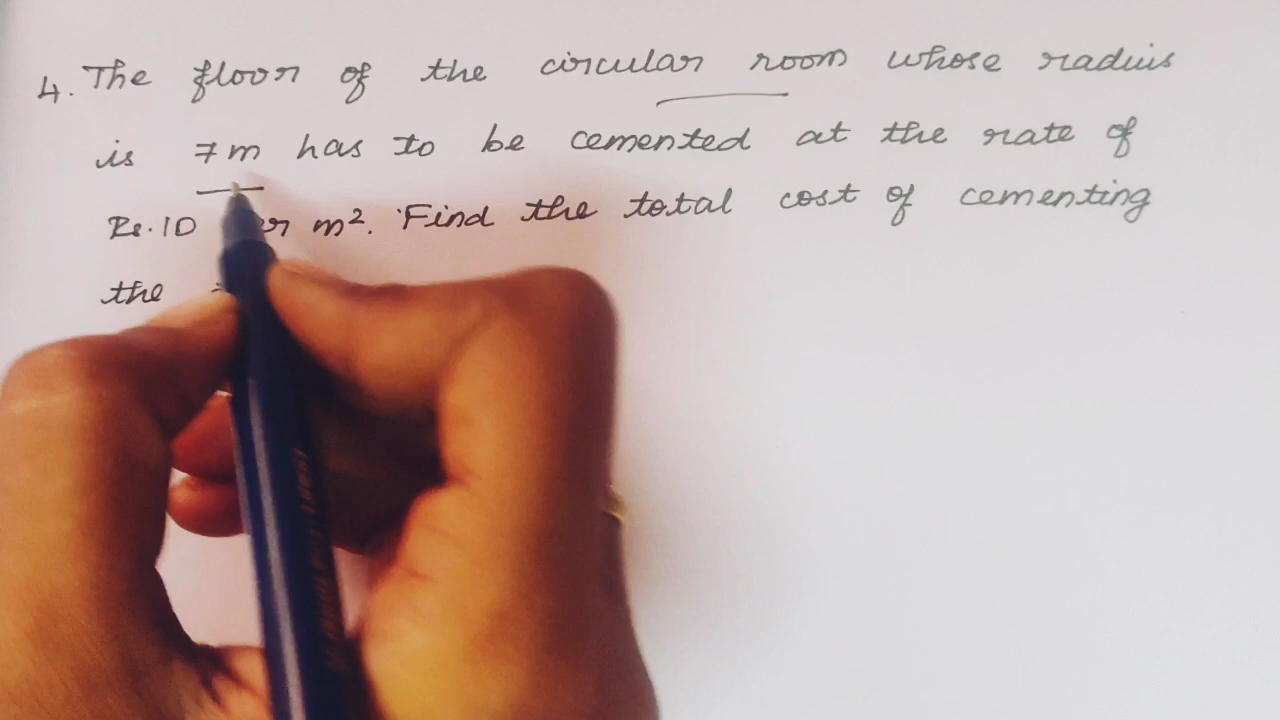 4. The floor of the circular room whose radius
is 7m has to be cemented at the rate of
Rs.10 m². Find the total cost of cementing
the